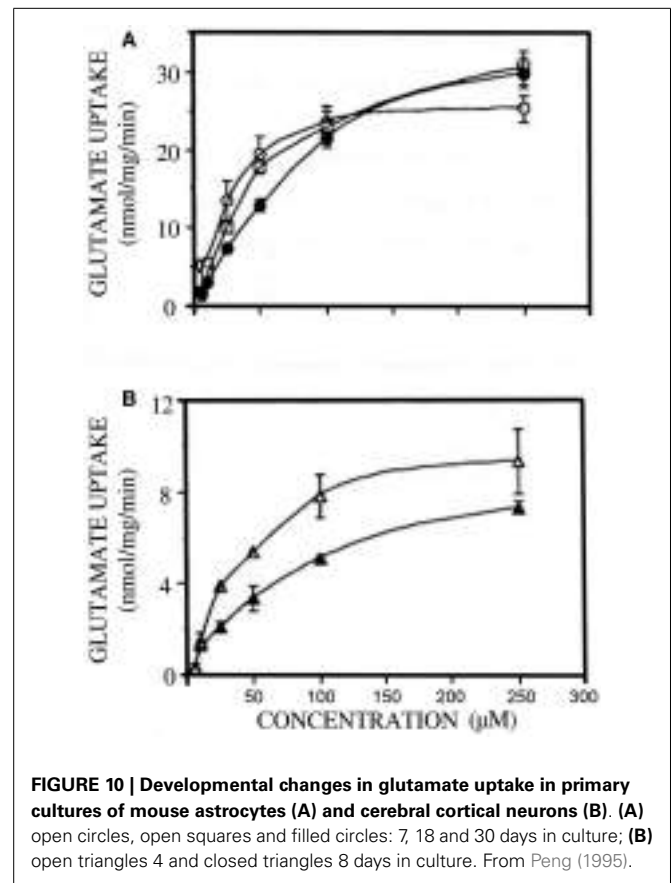 A
GLUTAMATE UPTAKE
(nmol/mg/min)
30
20
10
0
B
GLUTAMATE UPTAKE
(nmol/mg/min)
12
8
4
0
50 100 150 200 250 300
CONCENTRATION (µM)
FIGURE 10 | Developmental changes in glutamate uptake in primary
cultures of mouse astrocytes (A) and cerebral cortical neurons (B). (A)
open circles, open squares and filled circles: 7, 18 and 30 days in culture; (B)
open triangles 4 and closed triangles 8 days in culture. From Peng (1995).